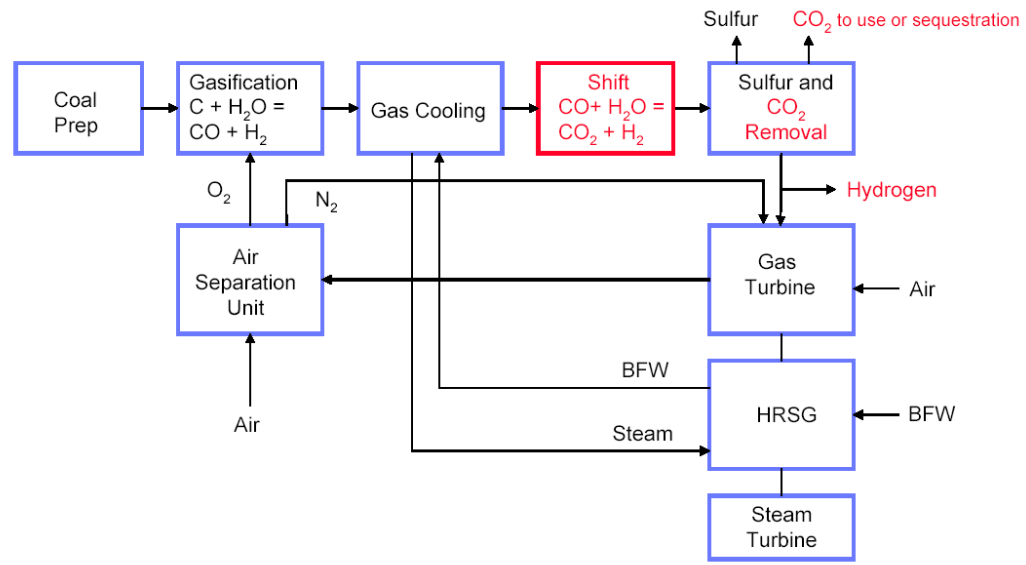 Sulfur
CO₂ to use or sequestration
Coal
Prep
Gasification
C + H₂O =
CO + H₂
Gas Cooling
Shift
CO+ H₂O =
CO₂ + H₂
Sulfur and
CO₂
Removal
O₂
N₂
Hydrogen
Air
Separation
Unit
Gas
Turbine
Air
BFW
Air
HRSG
BFW
Steam
Steam
Turbine